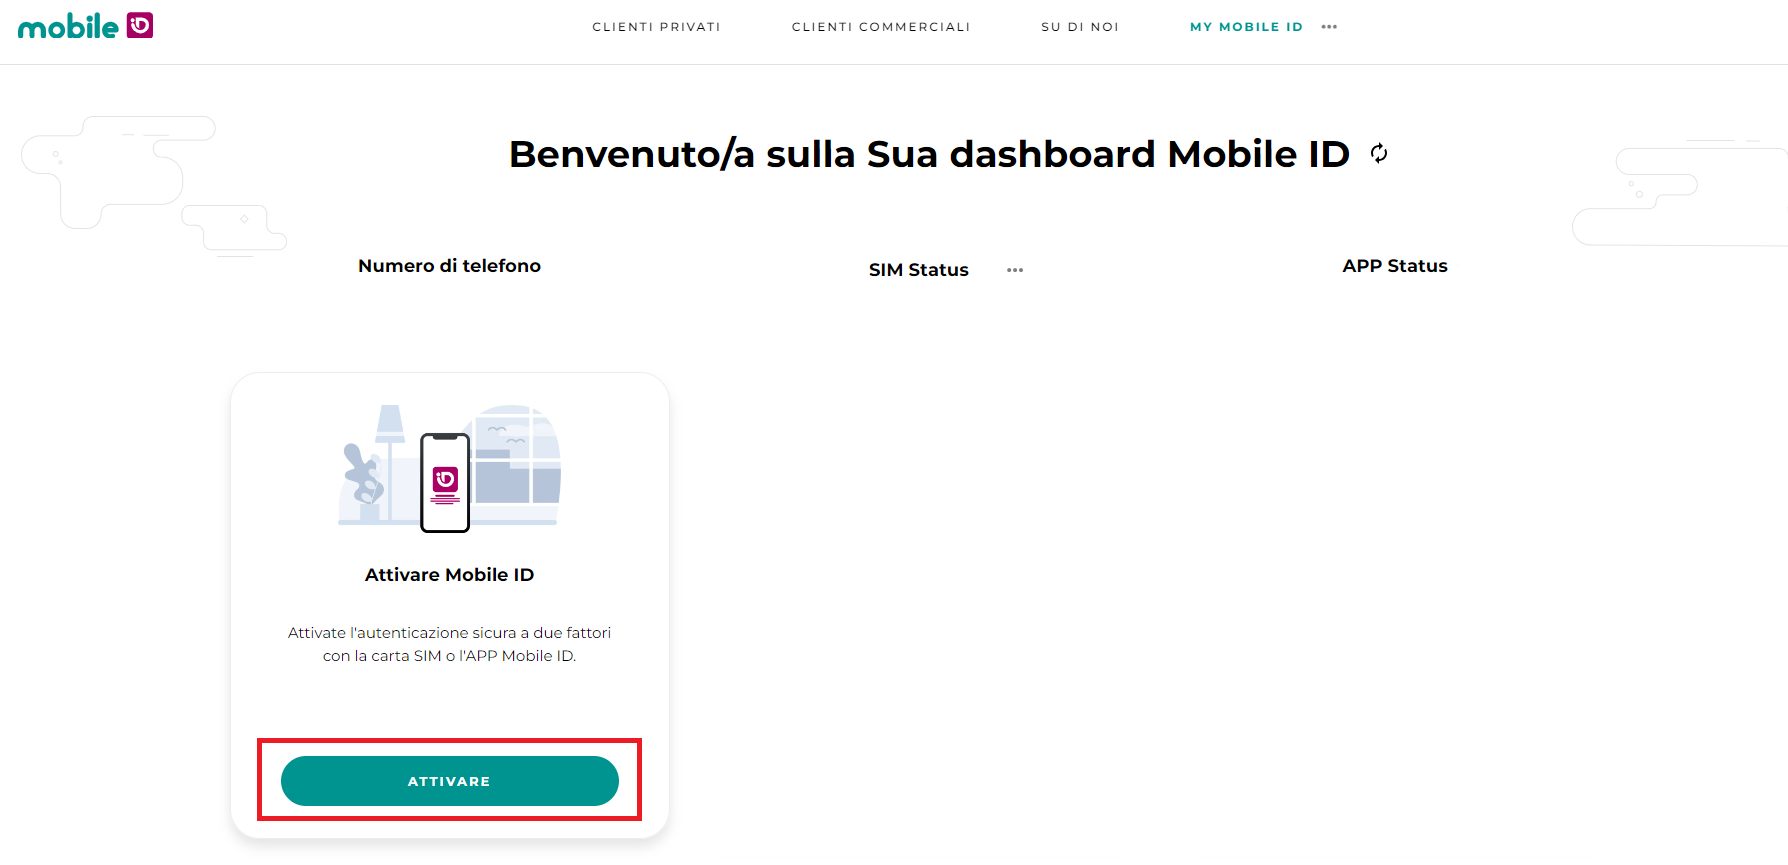 mobile iD
CLIENTI PRIVATI
CLIENTI COMMERCIALI
SU DI NOI
MY MOBILE ID
Benvenuto/a sulla Sua dashboard Mobile ID
Numero di telefono
SIM Status
APP Status
iD
Attivare Mobile ID
Attivate l'autenticazione sicura a due fattori
con la carta SIM o l'APP Mobile ID.
ATTIVARE